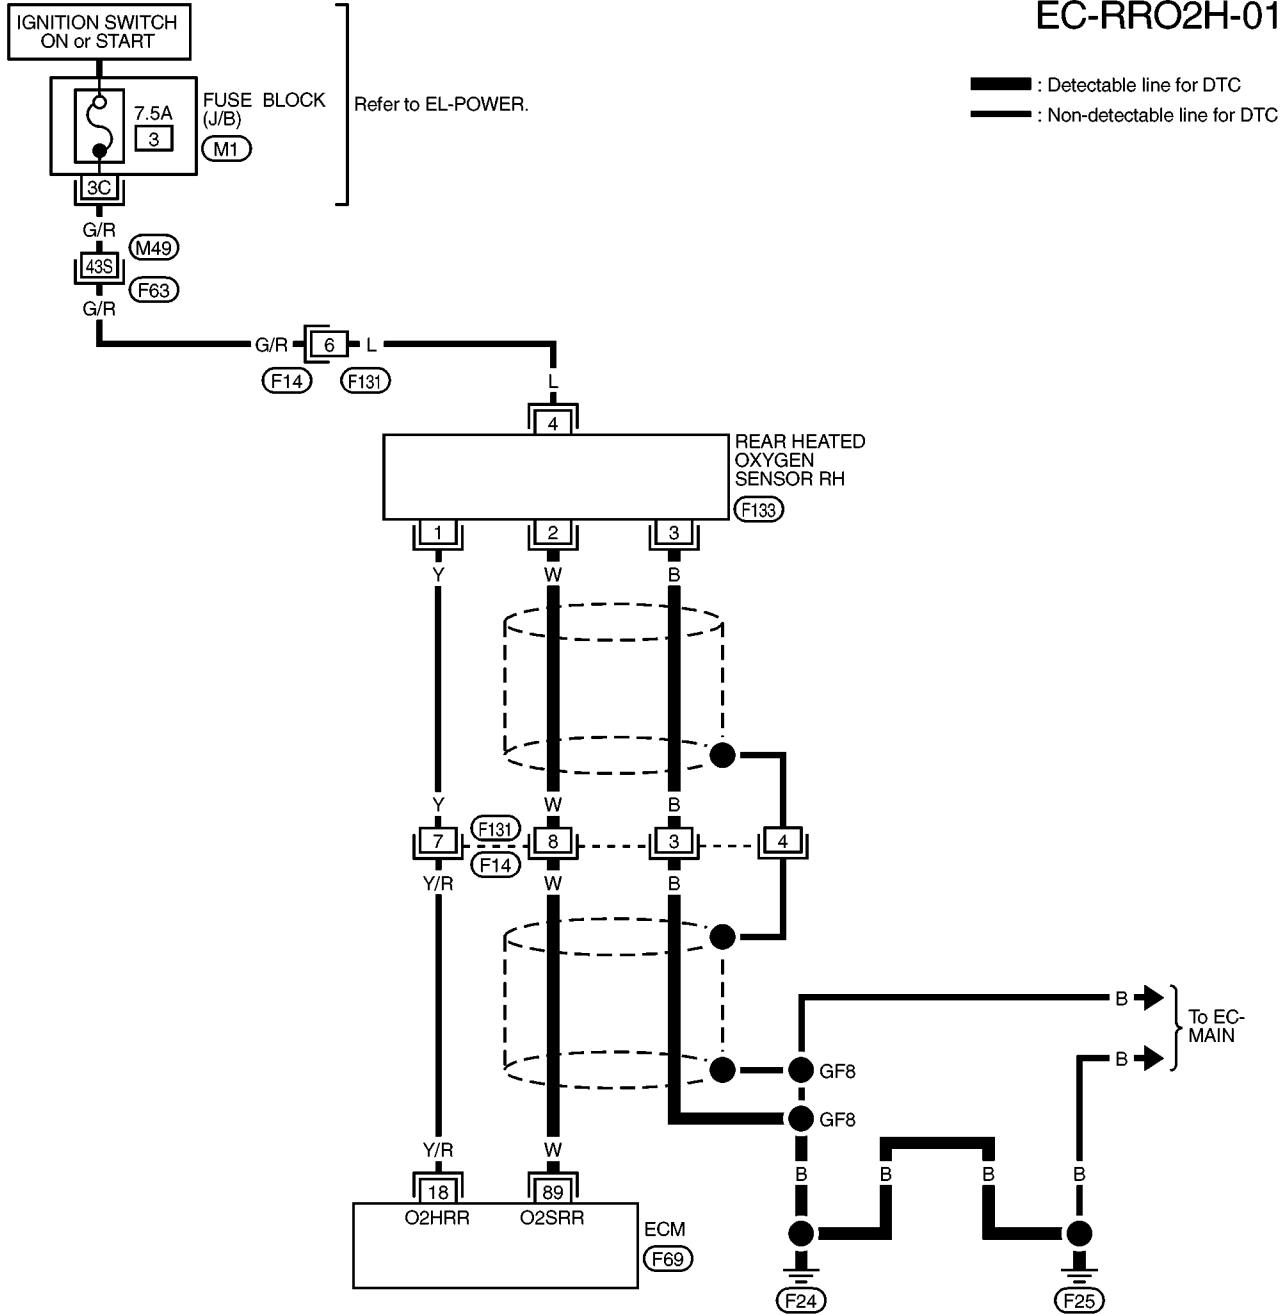 EC-RRO2H-01
IGNITION SWITCH
ON or START
7.5A
3
FUSE BLOCK
(J/B)
M1
Refer to EL-POWER.
: Detectable line for DTC
: Non-detectable line for DTC
3C
G/R
M49
43S
F63
G/R
G/R
6
L
F14
F131
L
4
REAR HEATED
OXYGEN
SENSOR RH
F133
1
2
3
Y
W
B
Y
W
B
7
F131
8
3
4
F14
Y/R
W
B
B
To EC-
MAIN
B
GF8
GF8
Y/R
W
B
B
B
B
18
89
O2HRR
O2SRR
ECM
F69
F24
F25